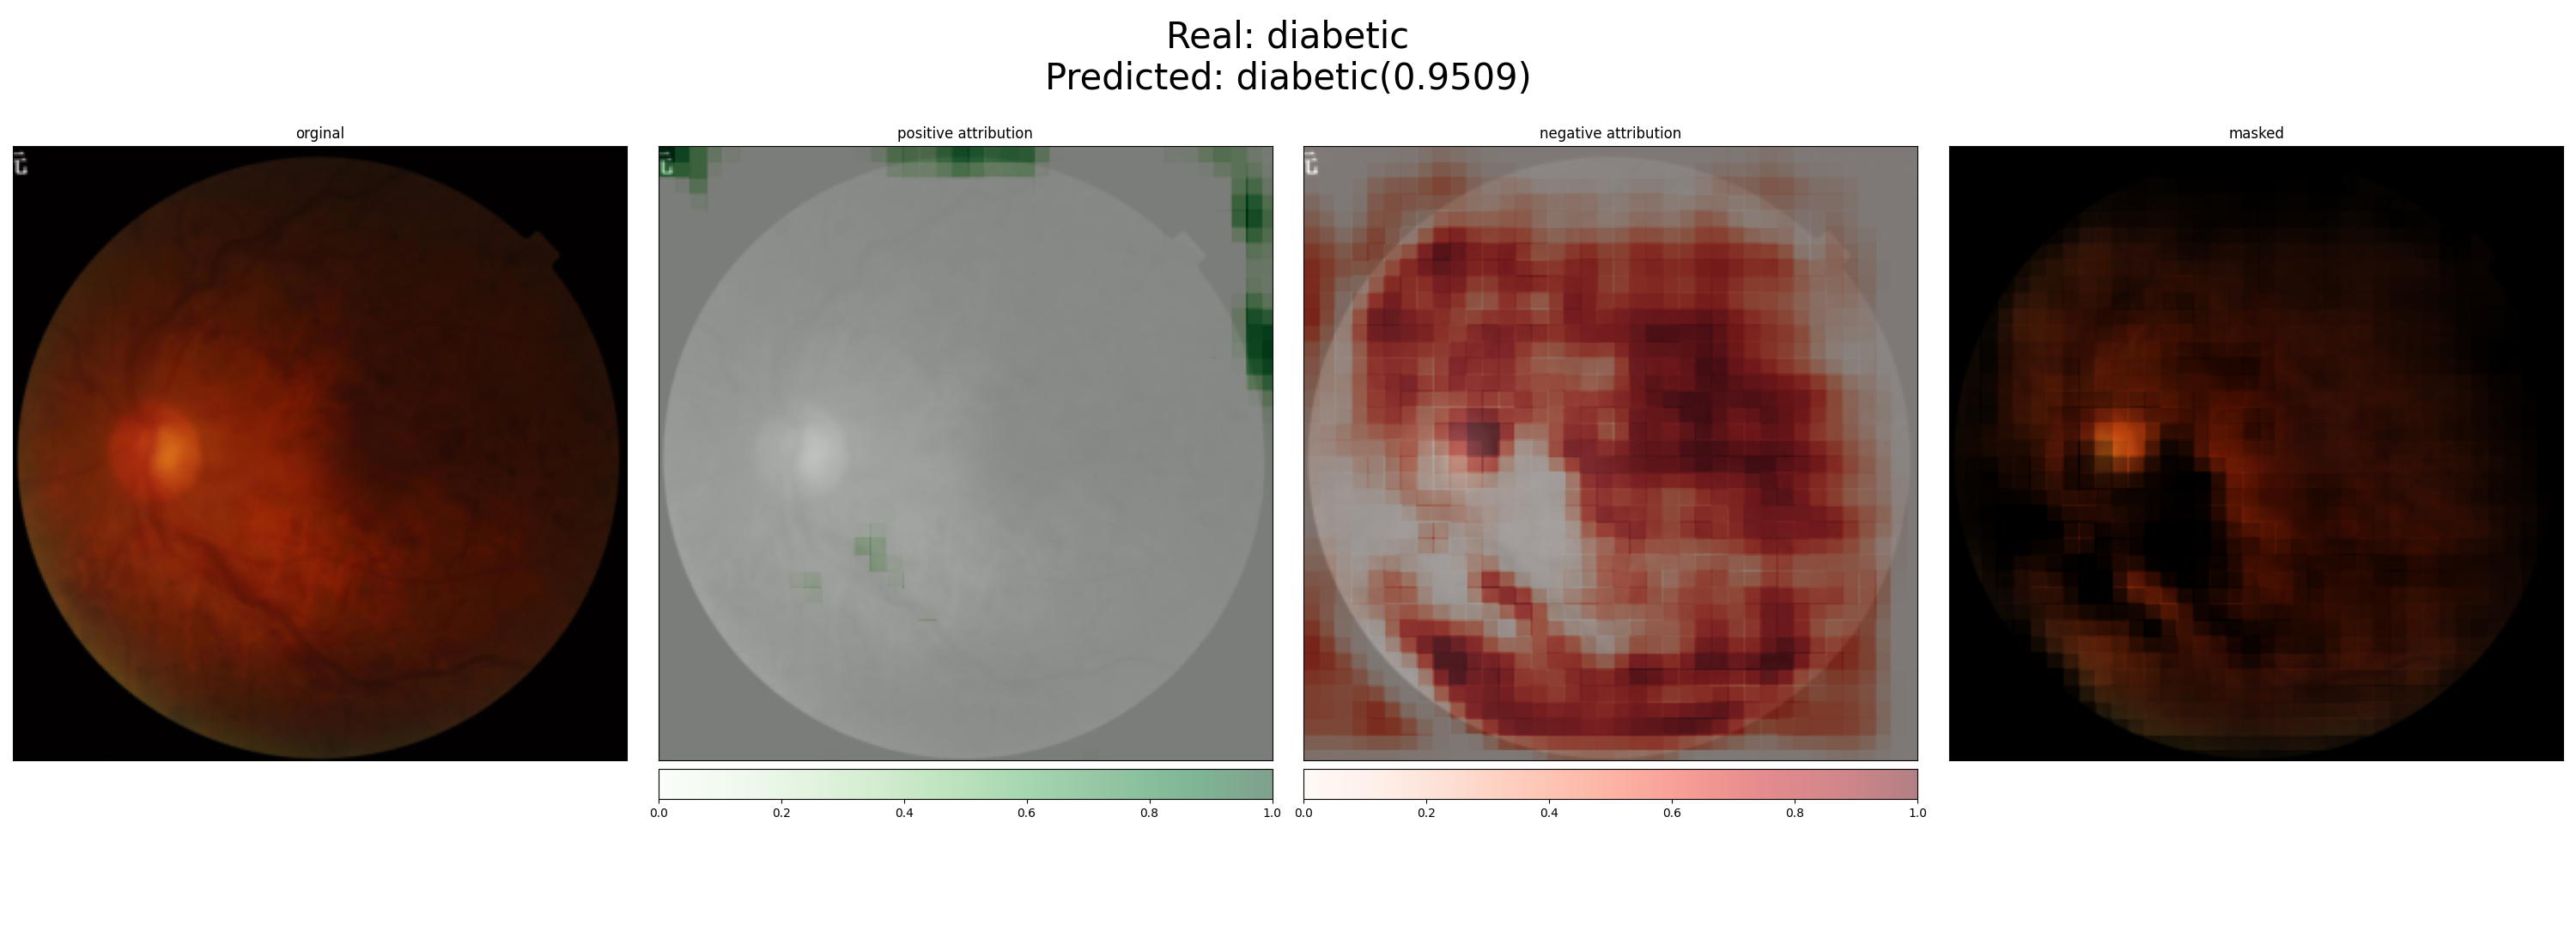 Real: diabetic
Predicted: diabetic(0.9509)
orginal
positive attribution
negative attribution
masked
0.0 0.2 0.4 0.6 0.8 1.0
0.0 0.2 0.4 0.6 0.8 1.0